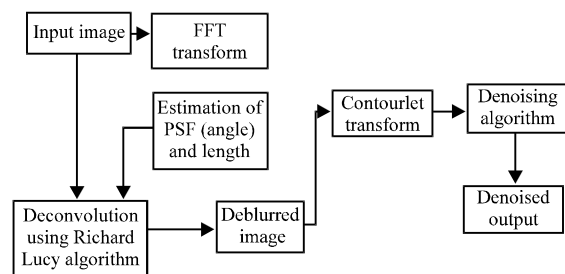 Input image
FFT
transform
Estimation of
PSF (angle)
and length
Contourlet
transform
Denoising
algorithm
Deconvolution
using Richard
Lucy algorithm
Deblurred
image
Denoised
output